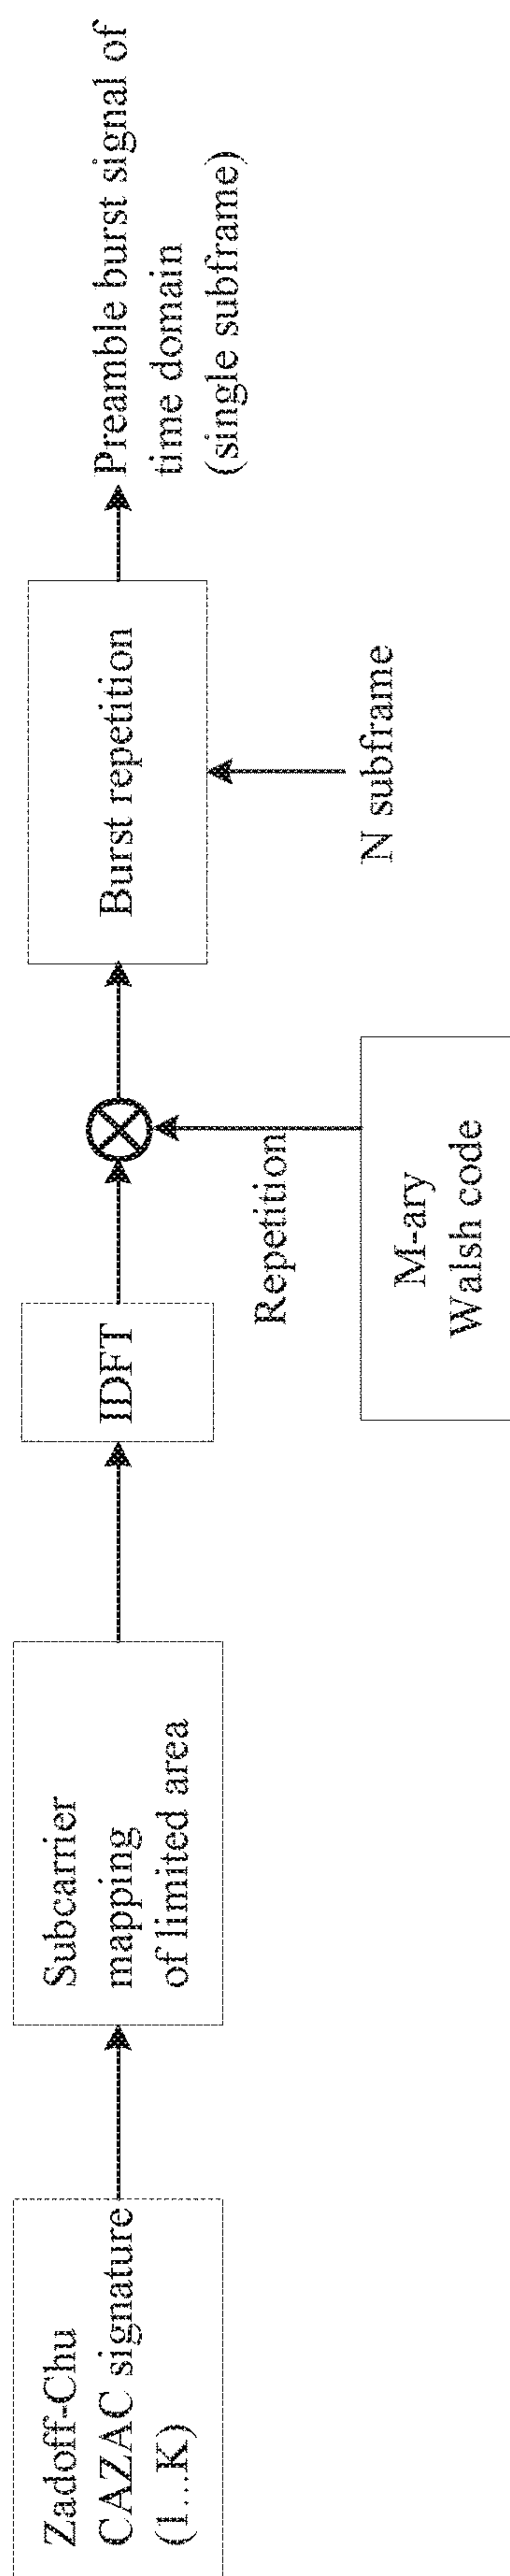 Zadoff-Chu
CAZAC signature
(1...K)
Subcarrier
mapping
of limited area
IDFT
Repetition
M-ary
Walsh code
Burst repetition
N subframe
Preamble burst signal of
time domain
(single subframe)